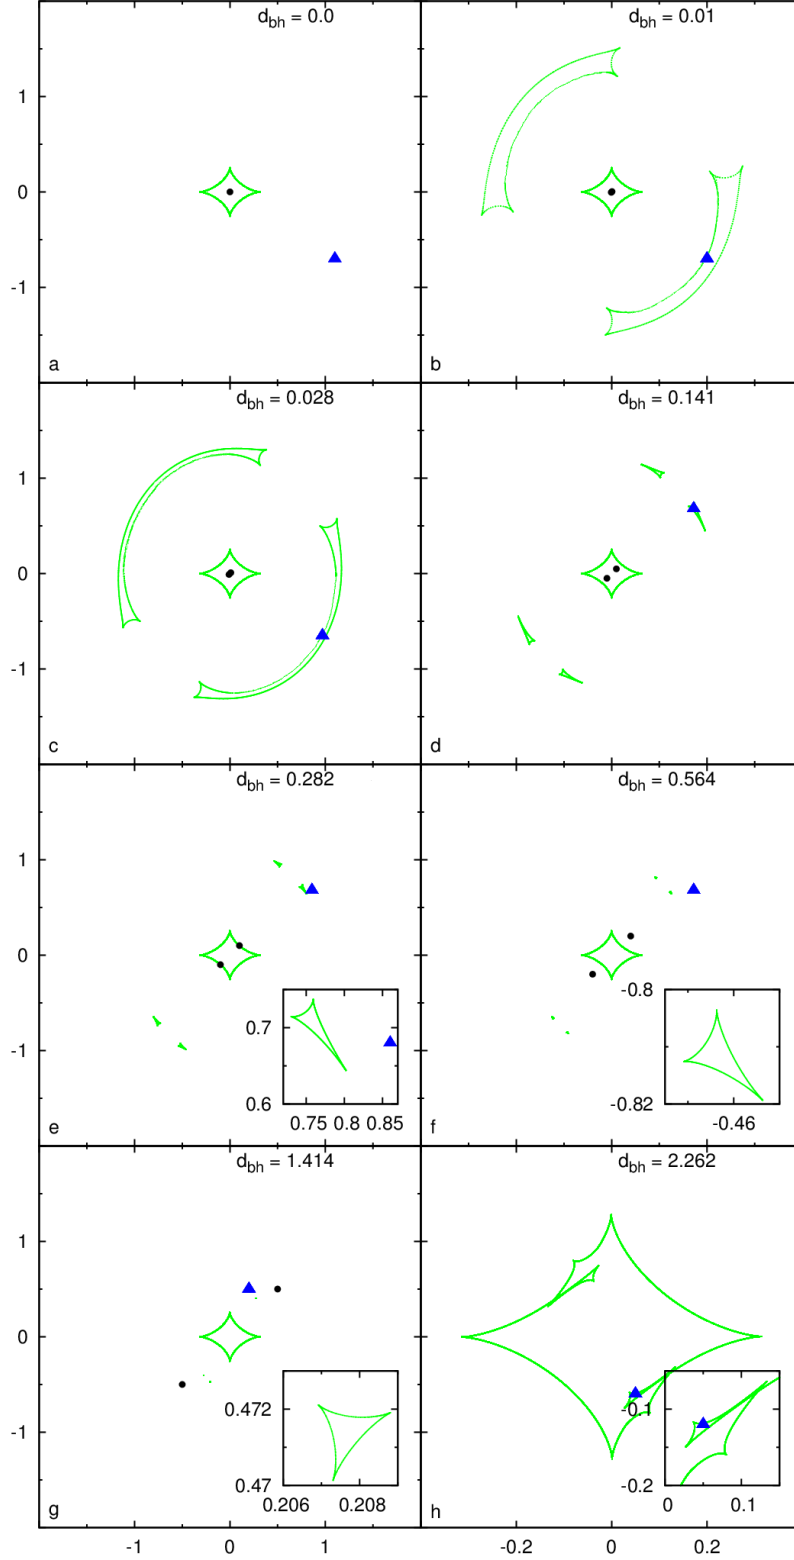 d_bh = 0.0
d_bh = 0.01
1
0
-1
a
b
d_bh = 0.028
d_bh = 0.141
1
0
-1
c
d
d_bh = 0.282
d_bh = 0.564
1
0
-1
0.7
0.6
0.75 0.8 0.85
-0.8
-0.82
-0.46
e
f
d_bh = 1.414
d_bh = 2.262
1
0
-1
0.472
0.47
0.206 0.208
-0.1
-0.2
0 0.1
g
h
-1 0 1
-0.2 0 0.2